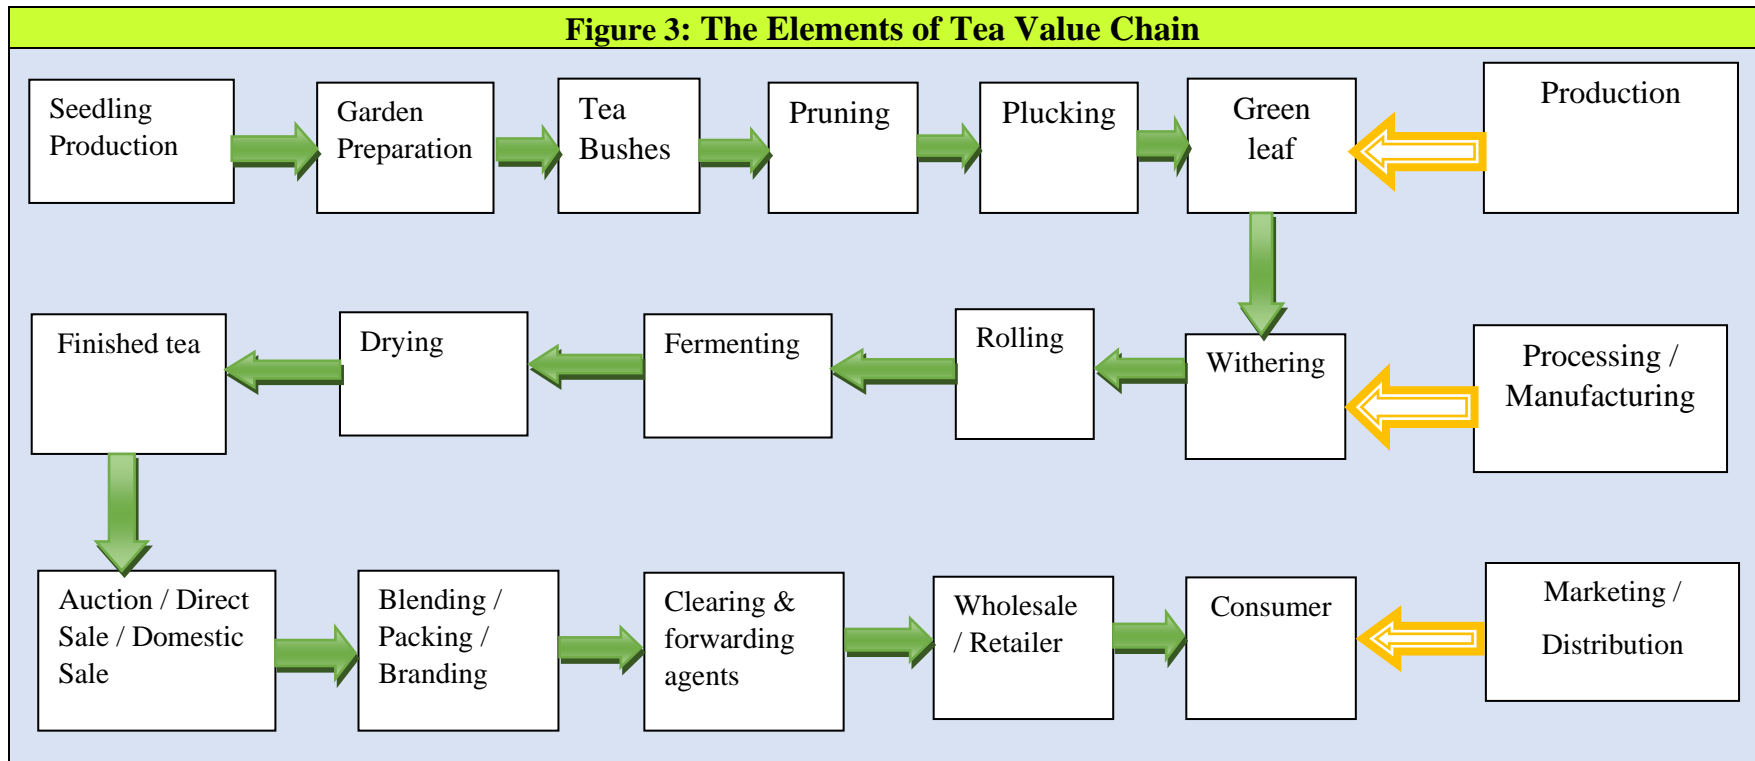 Figure 3: The Elements of Tea Value Chain
Seedling
Production
Garden
Preparation
Tea
Bushes
Pruning
Plucking
Green
leaf
Production
Finished tea
Drying
Fermenting
Rolling
Withering
Processing /
Manufacturing
Auction / Direct
Sale / Domestic
Sale
Blending /
Packing /
Branding
Clearing &
forwarding
agents
Wholesale
/ Retailer
Consumer
Marketing /
Distribution